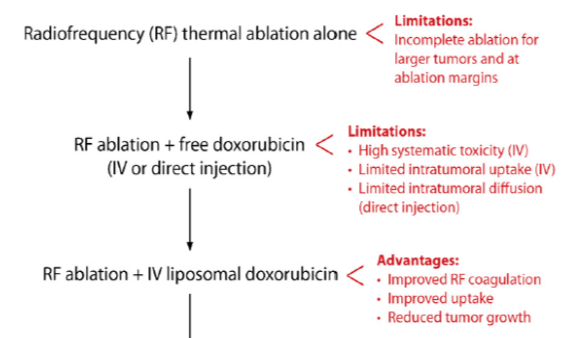 Radiofrequency (RF) thermal ablation alone
Limitations:
Incomplete ablation for
larger tumors and at
ablation margins
RF ablation + free doxorubicin
(IV or direct injection)
Limitations:
• High systematic toxicity (IV)
• Limited intratumoral uptake (IV)
• Limited intratumoral diffusion
(direct injection)
RF ablation + IV liposomal doxorubicin
Advantages:
• Improved RF coagulation
• Improved uptake
• Reduced tumor growth